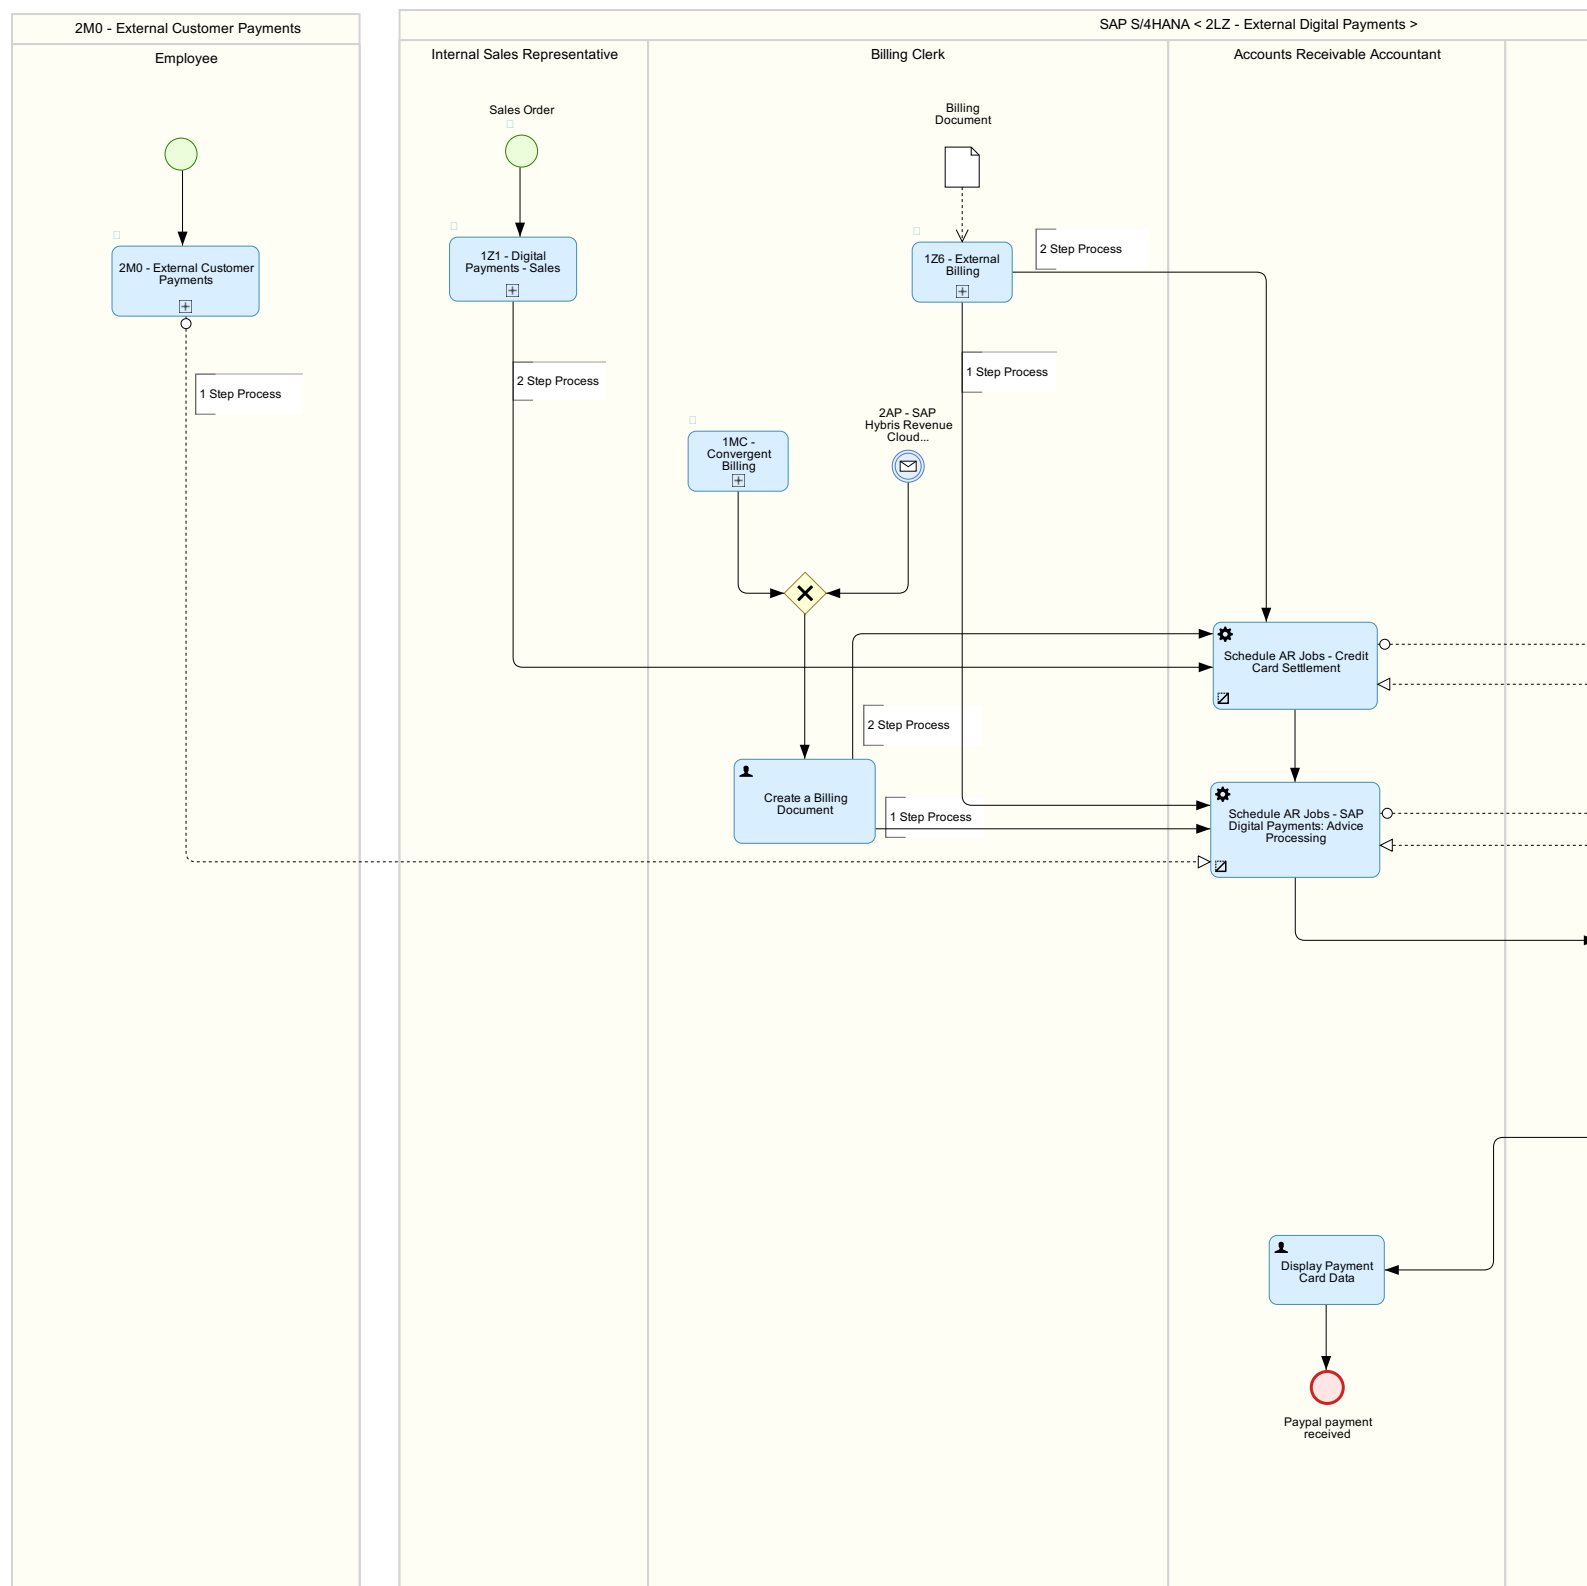 2M0 - External Customer Payments
SAP S/4HANA < 2LZ - External Digital Payments >
Employee
Internal Sales Representative
Billing Clerk
Accounts Receivable Accountant
Sales Order
Billing
Document
2M0 - External Customer
Payments
1Z1 - Digital
Payments - Sales
1Z6 - External
Billing
2 Step Process
1 Step Process
2 Step Process
1 Step Process
1MC -
Convergent
Billing
2AP - SAP
Hybris Revenue
Cloud...
Schedule AR Jobs - Credit
Card Settlement
2 Step Process
Create a Billing
Document
1 Step Process
Schedule AR Jobs - SAP
Digital Payments: Advice
Processing
Display Payment
Card Data
Paypal payment
received